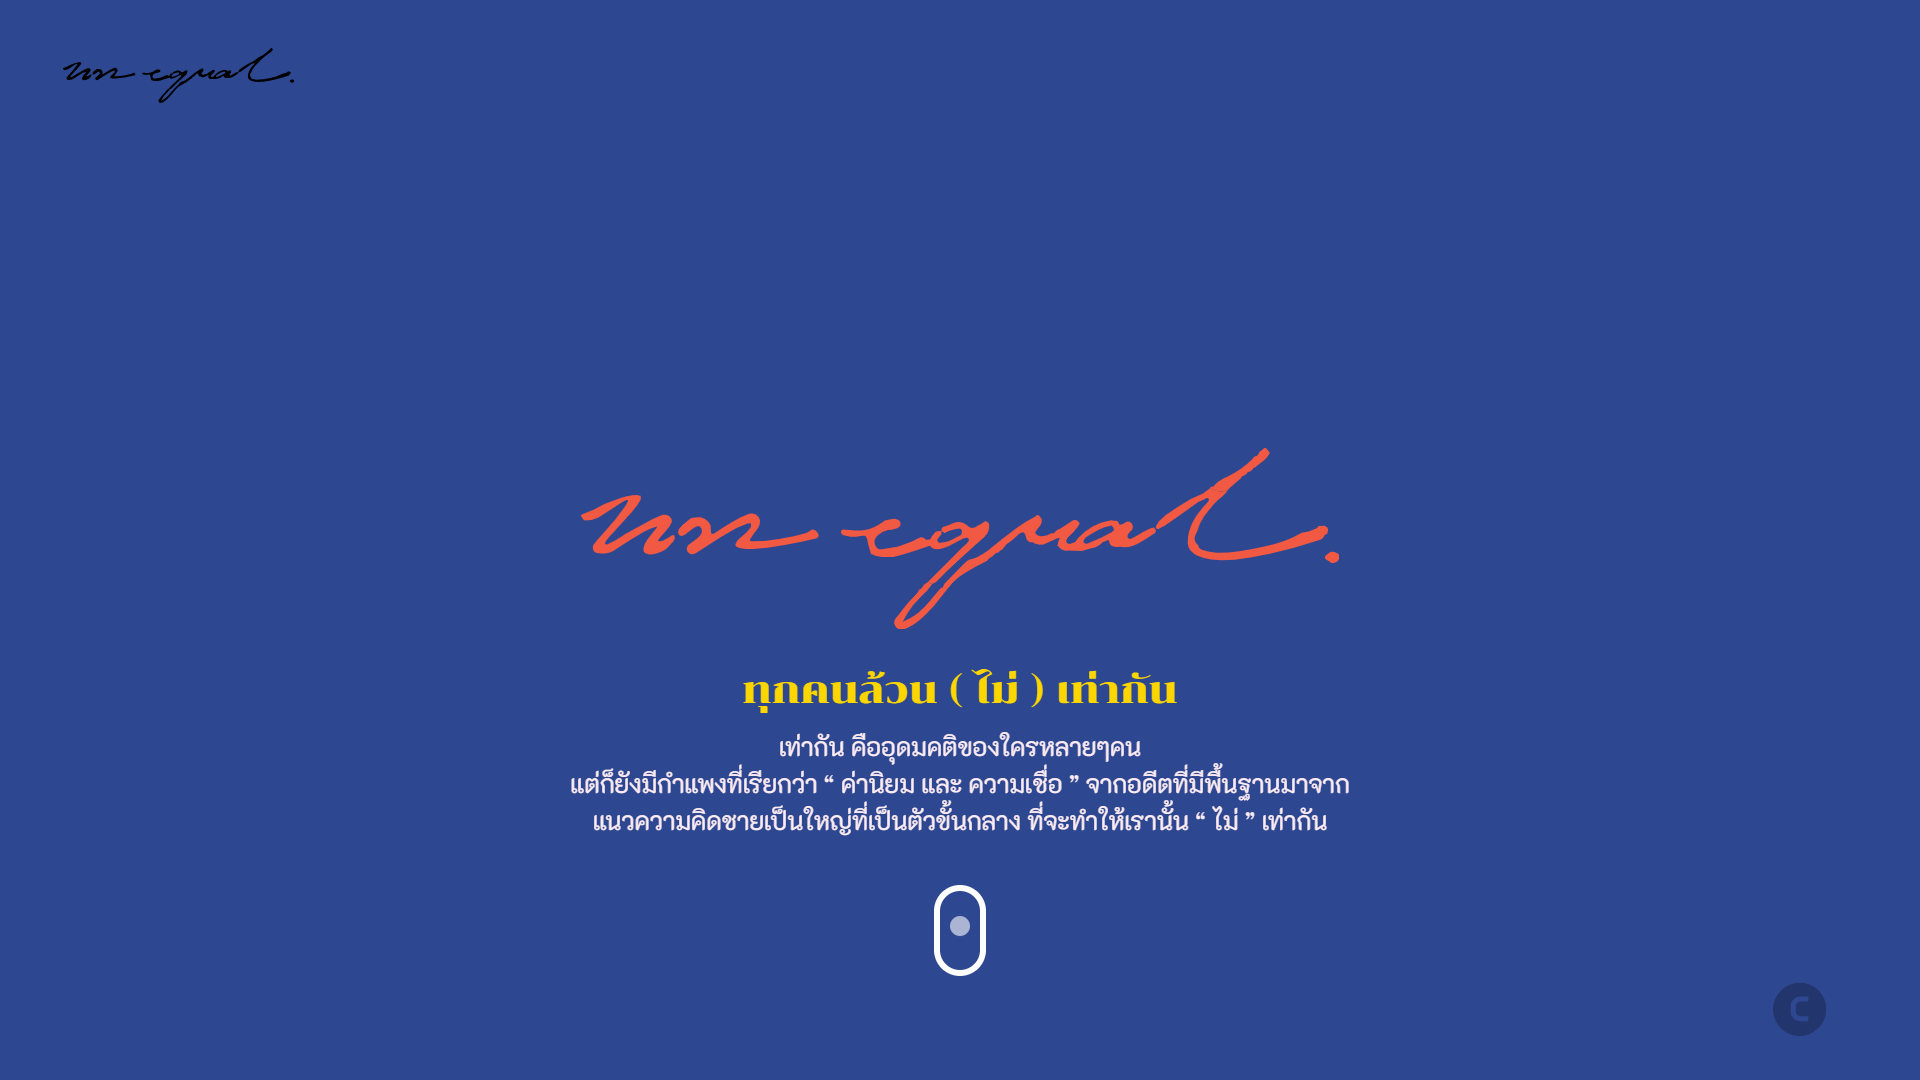 un equal.
un equal.
ทุกคนล้วน ( ไม่ ) เท่ากัน
เท่ากัน คืออุดมคติของใครหลายๆคน
แต่ก็ยังมีกำแพงที่เรียกว่า “ ค่านิยม และ ความเชื่อ ” จากอดีตที่มีพื้นฐานมาจาก
แนวความคิดชายเป็นใหญ่ที่เป็นตัวขั้นกลาง ที่จะทำให้เรานั้น “ ไม่ ” เท่ากัน
C